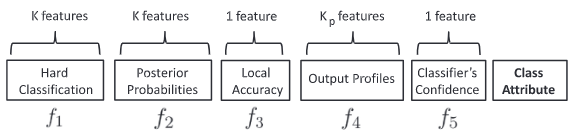 K features K features 1 feature Kp features 1 feature
Hard Classification Posterior Probabilities Local Accuracy Output Profiles Classifier's Confidence Class Attribute
f1 f2 f3 f4 f5